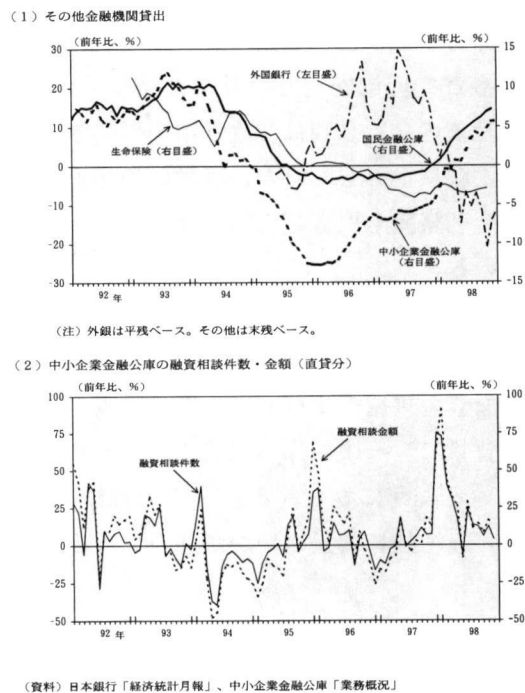 （１）その他金融機関貸出
（前年比、％） （前年比、％）
外国銀行（左目盛）
生命保険（右目盛）
国民金融公庫
（右目盛）
中小企業金融公庫
（右目盛）
30
20
10
0
-10
-20
-30
15
10
5
0
-5
-10
-15
92 年 93 94 95 96 97 98
（注）外銀は平残ベース。その他は末残ベース。
（２）中小企業金融公庫の融資相談件数・金額（直貸分）
（前年比、％） （前年比、％）
融資相談金額
融資相談件数
100
75
50
25
0
-25
-50
100
75
50
25
0
-25
-50
92 年 93 94 95 96 97 98
（資料）日本銀行「経済統計月報」、中小企業金融公庫「業務概況」